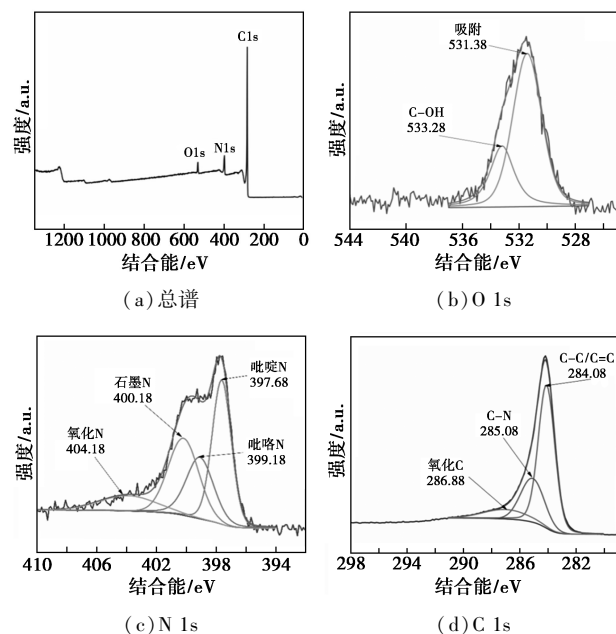 C1s
O1s
N1s
强度/a.u.
1200 1000 800 600 400 200 0
结合能/eV
(a)总谱
吸附
531.38
C-OH
533.28
强度/a.u.
544 540 536 532 528
结合能/eV
(b)O 1s
吡啶N
397.68
石墨N
400.18
氧化N
404.18
吡咯N
399.18
强度/a.u.
410 406 402 398 394
结合能/eV
(c)N 1s
C-C/C=C
284.08
C-N
285.08
氧化C
286.88
强度/a.u.
298 294 290 286 282
结合能/eV
(d)C 1s